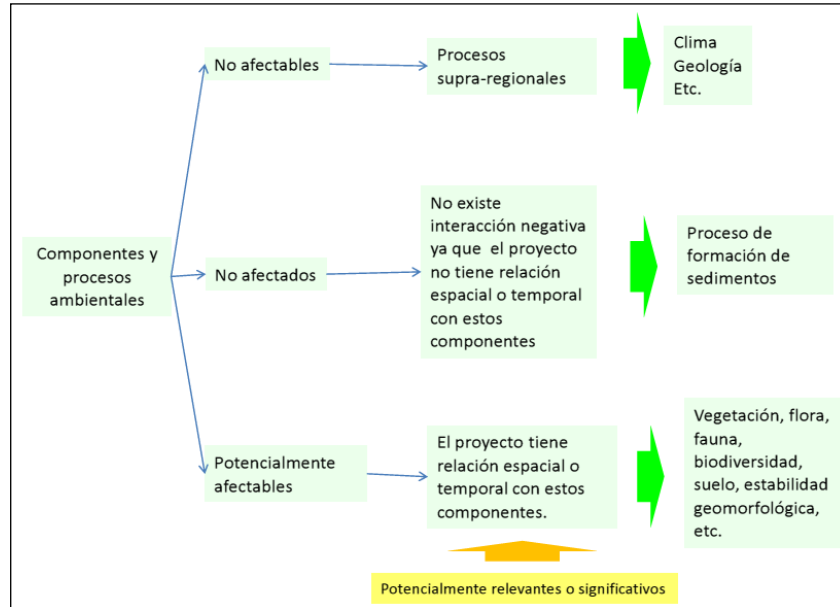 No afectables
Procesos
supra-regionales
Clima
Geología
Etc.
Componentes y
procesos
ambientales
No afectados
No existe
interacción negativa
ya que el proyecto
no tiene relación
espacial o temporal
con estos
componentes
Proceso de
formación de
sedimentos
Potencialmente
afectables
El proyecto tiene
relación espacial o
temporal con estos
componentes.
Vegetación, flora,
fauna,
biodiversidad,
suelo, estabilidad
geomorfológica,
etc.
Potencialmente relevantes o significativos